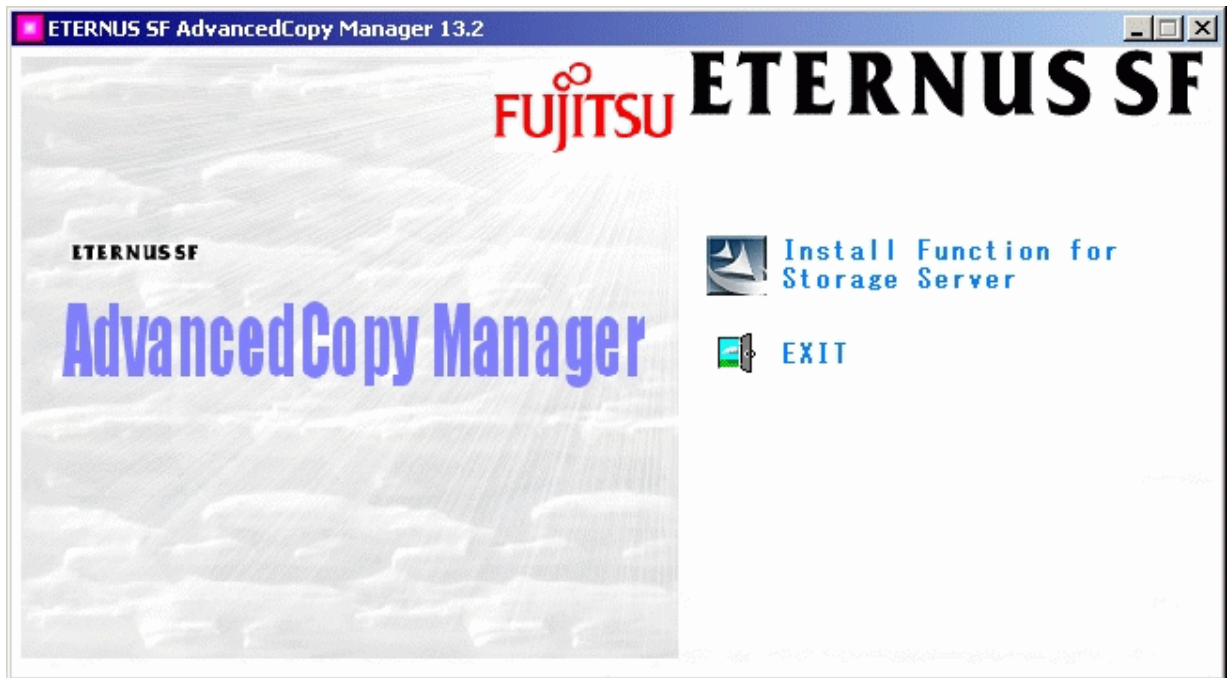 ETERNUS SF AdvancedCopy Manager 13.2
FUJITSU
ETERNUS SF
ETERNUS SF
AdvancedCopy Manager
Install Function for
Storage Server
EXIT